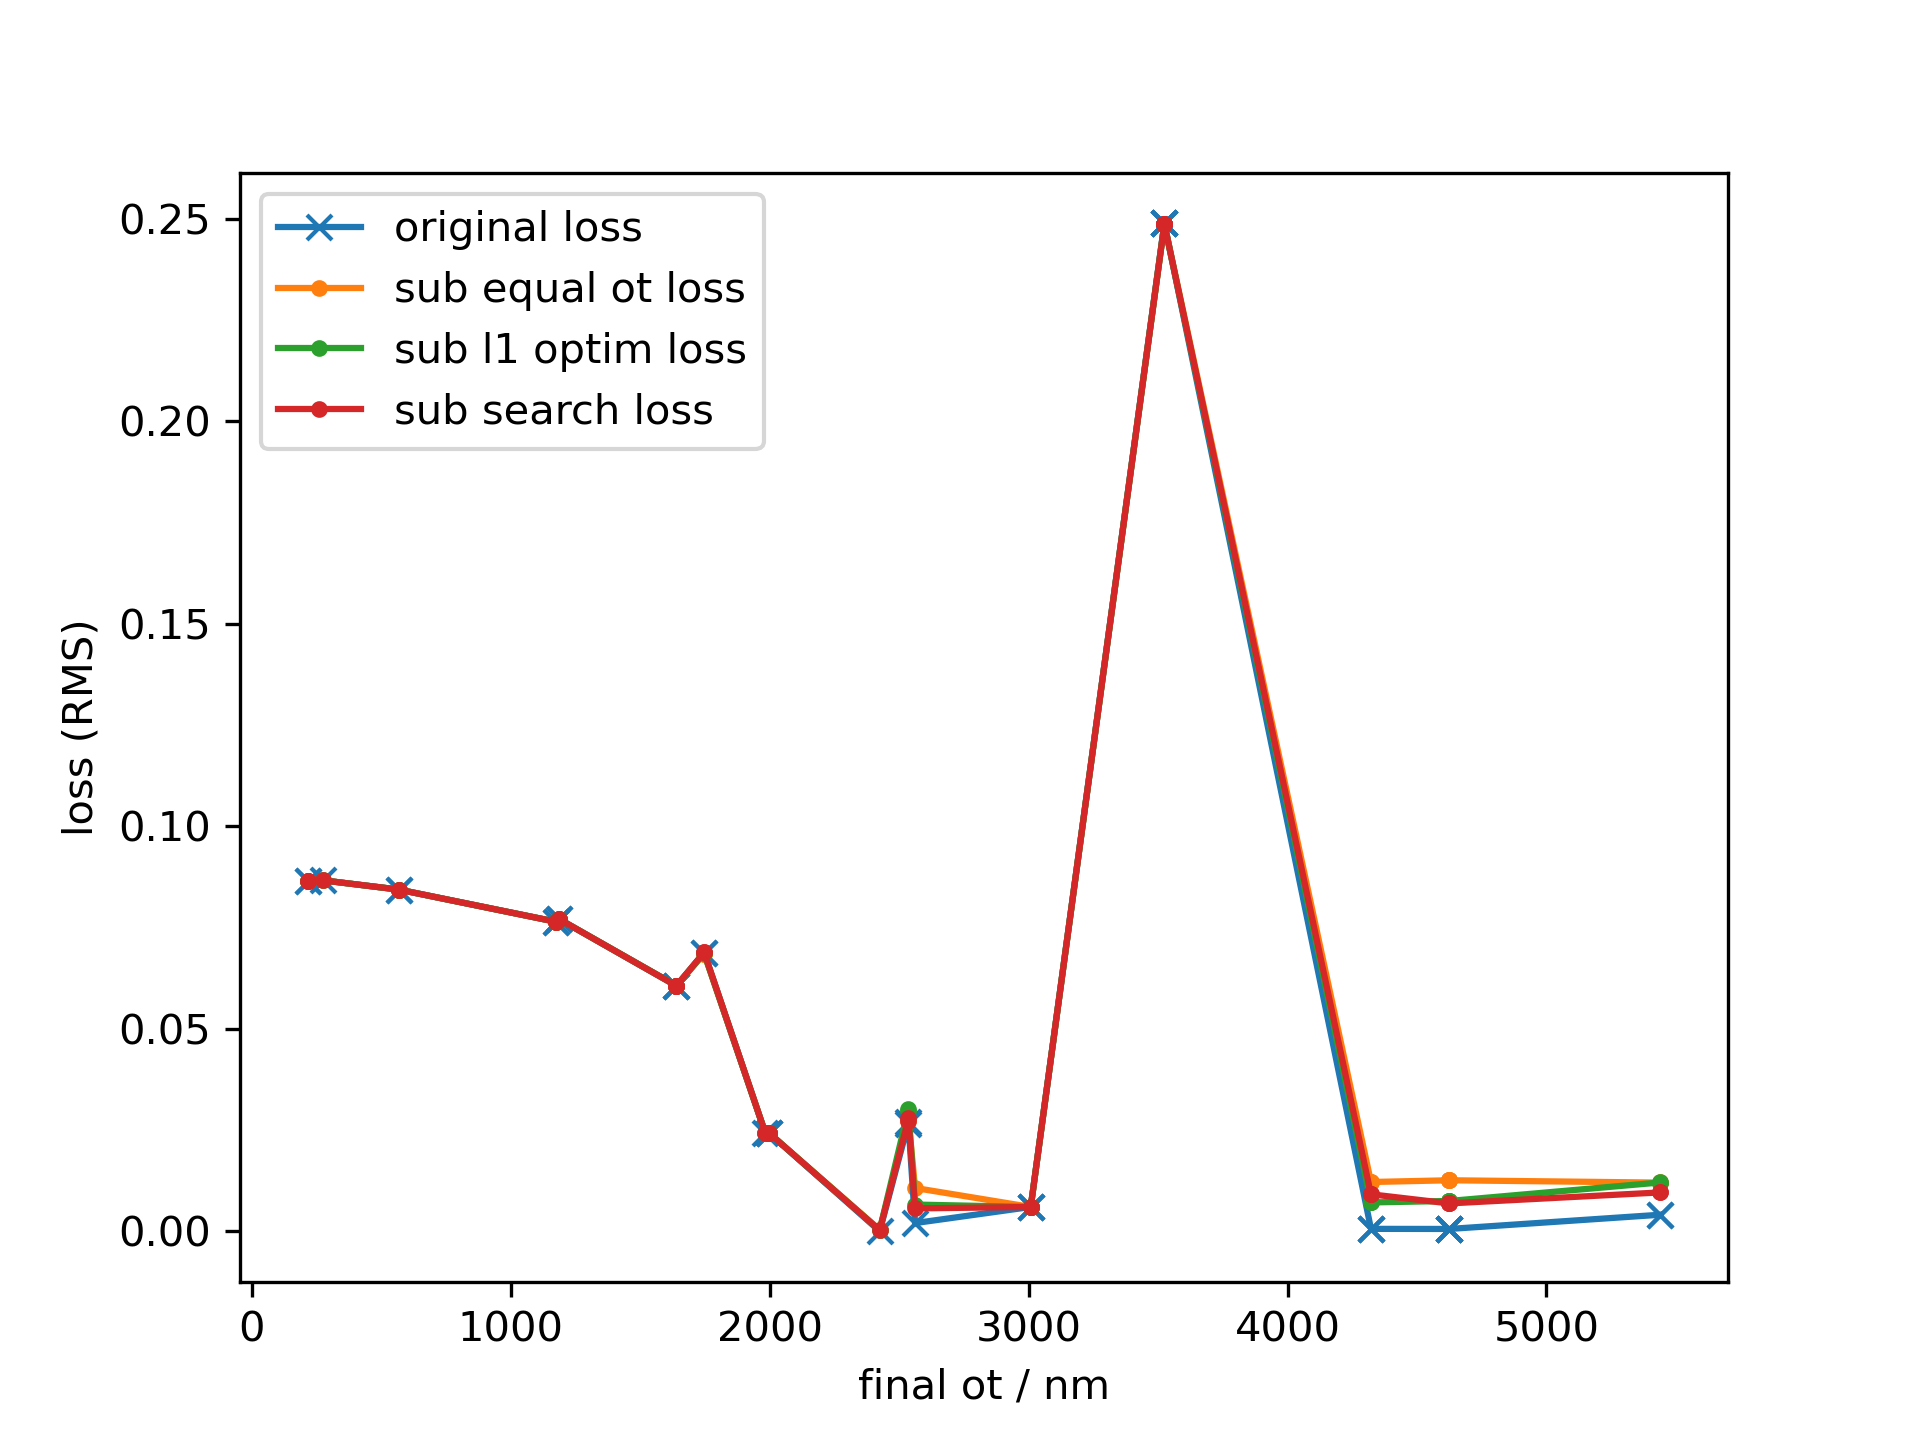 original loss
sub equal ot loss
sub l1 optim loss
sub search loss
0.25
0.20
0.15
0.10
0.05
0.00
loss (RMS)
0 1000 2000 3000 4000 5000
final ot / nm